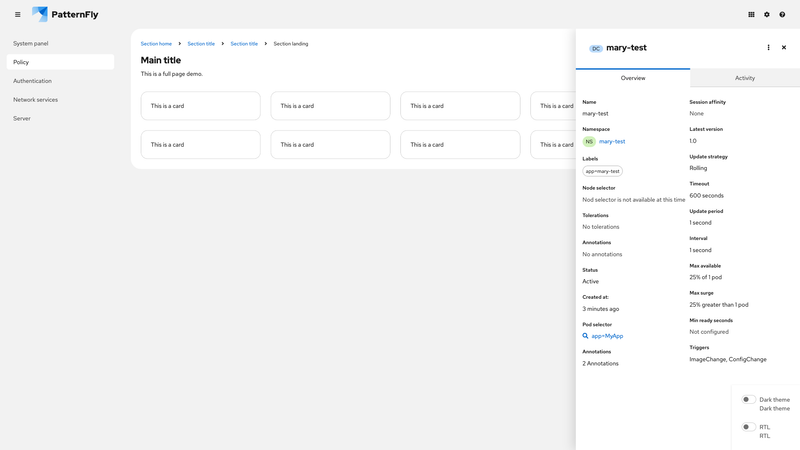 PatternFly
System panel
Policy
Authentication
Network services
Server
Section home
Section title
Section title
Section landing
Main title
This is a full page demo.
This is a card
This is a card
This is a card
This is a card
This is a card
This is a card
This is a card
This is a card
DC mary-test
Overview
Activity
Name
mary-test
Namespace
NS mary-test
Labels
app=mary-test
Node selector
Nod selector is not available at this time
Tolerations
No tolerations
Annotations
No annotations
Status
Active
Created at:
3 minutes ago
Pod selector
app=MyApp
Annotations
2 Annotations
Session affinity
None
Latest version
1.0
Update strategy
Rolling
Timeout
600 seconds
Update period
1 second
Interval
1 second
Max available
25% of 1 pod
Max surge
25% greater than 1 pod
Min ready seconds
Not configured
Triggers
ImageChange, ConfigChange
Dark theme
Dark theme
RTL
RTL